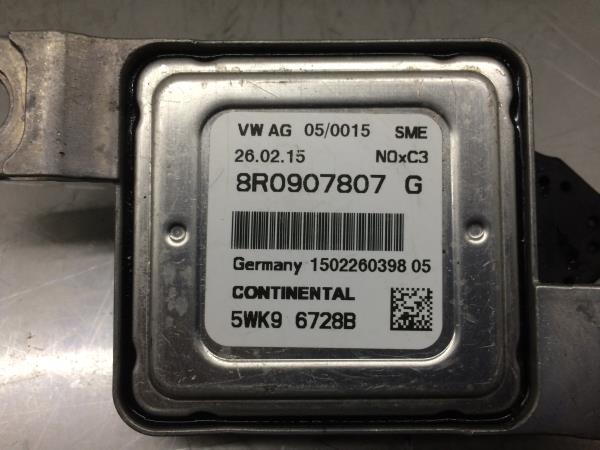 VW AG 05/0015 SME
26.02.15 NOxC3
8R0907807 G
Germany 1502260398 05
CONTINENTAL
5WK9 6728B